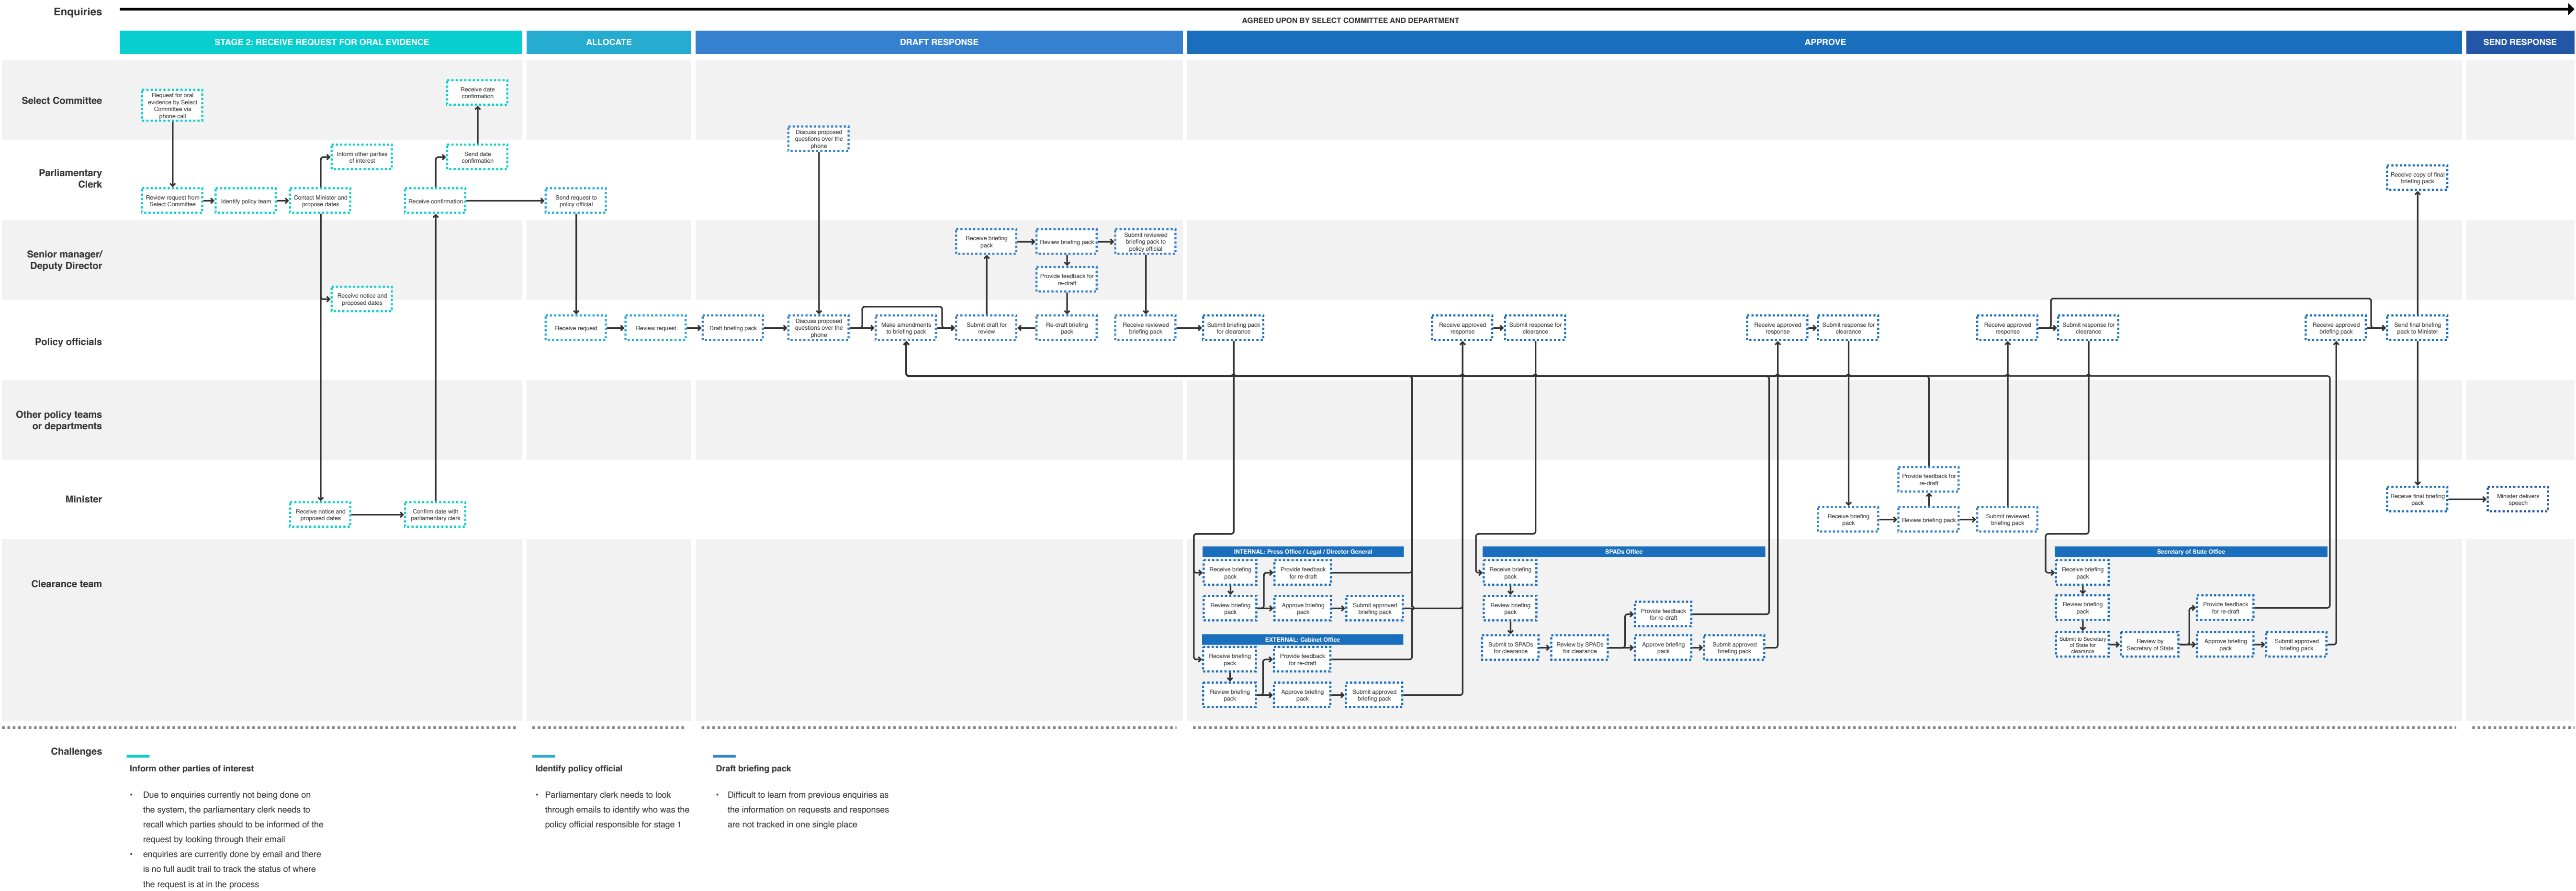 Enquiries
AGREED UPON BY SELECT COMMITTEE AND DEPARTMENT
STAGE 2: RECEIVE REQUEST FOR ORAL EVIDENCE
ALLOCATE
DRAFT RESPONSE
APPROVE
SEND RESPONSE
Select Committee
Request for oral
evidence by Select
Committee via
phone call
Receive date
confirmation
Discuss proposed
questions over the
phone
Parliamentary
Clerk
Inform other parties
of interest
Send date
confirmation
Review request from
Select Committee
Identify policy team
Contact Minister and
propose dates
Receive confirmation
Send request to
policy official
Receive copy of final
briefing pack
Senior manager/
Deputy Director
Receive notice and
proposed dates
Receive briefing
pack
Review briefing pack
Submit reviewed
briefing pack to
policy official
Provide feedback for
re-draft
Policy officials
Receive request
Review request
Draft briefing pack
Discuss proposed
questions over the
phone
Make amendments
to briefing pack
Submit draft for
review
Re-draft briefing
pack
Receive reviewed
briefing pack
Submit briefing pack
for clearance
Receive approved
response
Submit response for
clearance
Receive approved
response
Submit response for
clearance
Receive approved
response
Submit response for
clearance
Receive approved
briefing pack
Send final briefing
pack to Minister
Other policy teams
or departments
Minister
Receive notice and
proposed dates
Confirm date with
parliamentary clerk
Provide feedback for
re-draft
Receive briefing
pack
Review briefing pack
Submit reviewed
briefing pack
Receive final briefing
pack
Minister delivers
speech
Clearance team
INTERNAL: Press Office / Legal / Director General
Receive briefing
pack
Provide feedback
for re-draft
Review briefing
pack
Approve briefing
pack
Submit approved
briefing pack
EXTERNAL: Cabinet Office
Receive briefing
pack
Provide feedback
for re-draft
Review briefing
pack
Approve briefing
pack
Submit approved
briefing pack
SPADs Office
Receive briefing
pack
Review briefing
pack
Provide feedback
for re-draft
Submit to SPADs
for clearance
Review by SPADs
for clearance
Approve briefing
pack
Submit approved
briefing pack
Secretary of State Office
Receive briefing
pack
Review briefing
pack
Provide feedback
for re-draft
Submit to Secretary
of State for
clearance
Review by
Secretary of State
Approve briefing
pack
Submit approved
briefing pack
Challenges
Inform other parties of interest
• Due to enquiries currently not being done on
the system, the parliamentary clerk needs to
recall which parties should to be informed of the
request by looking through their email
• enquiries are currently done by email and there
is no full audit trail to track the status of where
the request is at in the process
Identify policy official
• Parliamentary clerk needs to look
through emails to identify who was the
policy official responsible for stage 1
Draft briefing pack
• Difficult to learn from previous enquiries as
the information on requests and responses
are not tracked in one single place